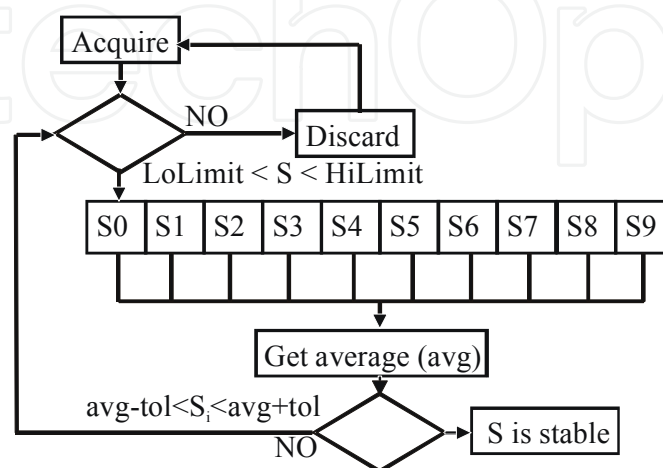 Acquire
NO
Discard
LoLimit < S < HiLimit
S0 S1 S2 S3 S4 S5 S6 S7 S8 S9
Get average (avg)
avg-tol<Sᵢ<avg+tol
NO
S is stable